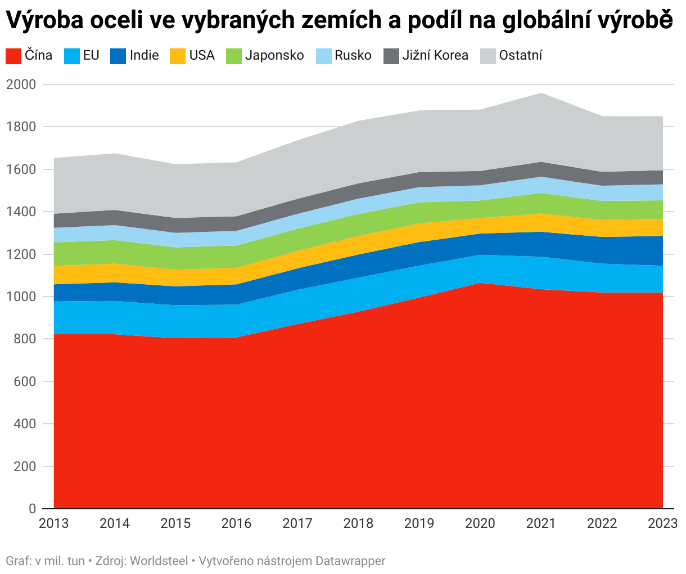 Výroba oceli ve vybraných zemích a podíl na globální výrobě
Čína EU Indie USA Japonsko Rusko Jižní Korea Ostatní
2000
1800
1600
1400
1200
1000
800
600
400
200
0
2013 2014 2015 2016 2017 2018 2019 2020 2021 2022 2023
Graf: v mil. tun • Zdroj: Worldsteel • Vytvořeno nástrojem Datawrapper